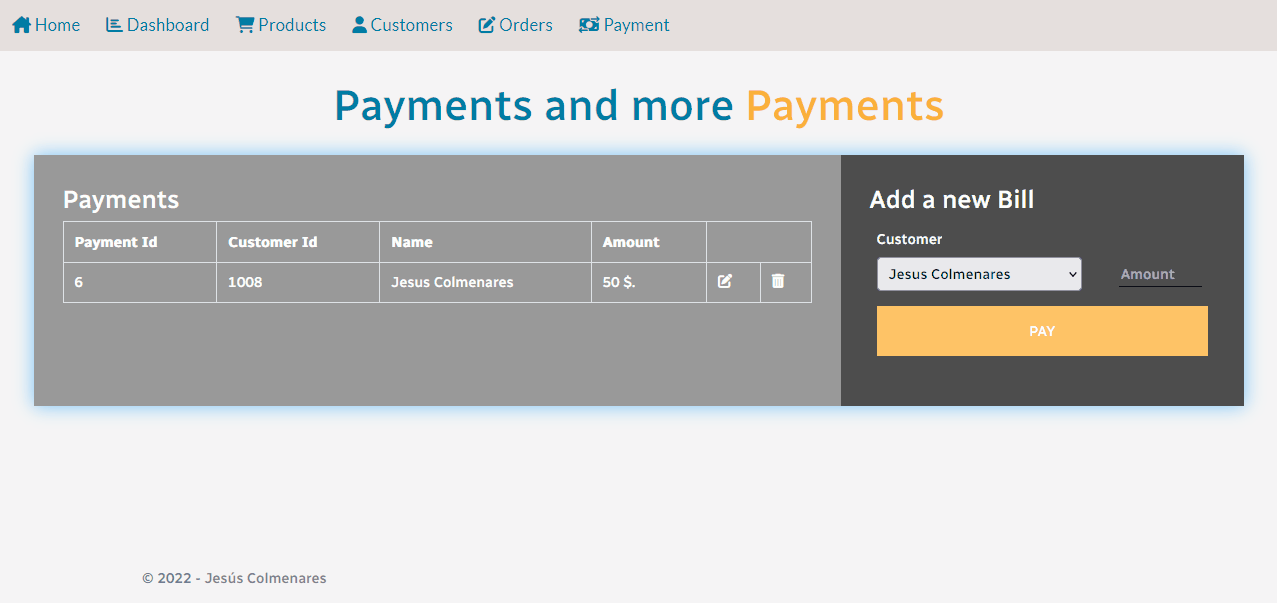 Home Dashboard Products Customers Orders Payment
Payments and more Payments
Payments
Payment Id Customer Id Name Amount
6 1008 Jesus Colmenares 50 $.
Add a new Bill
Customer
Jesus Colmenares Amount
PAY
© 2022 - Jesús Colmenares